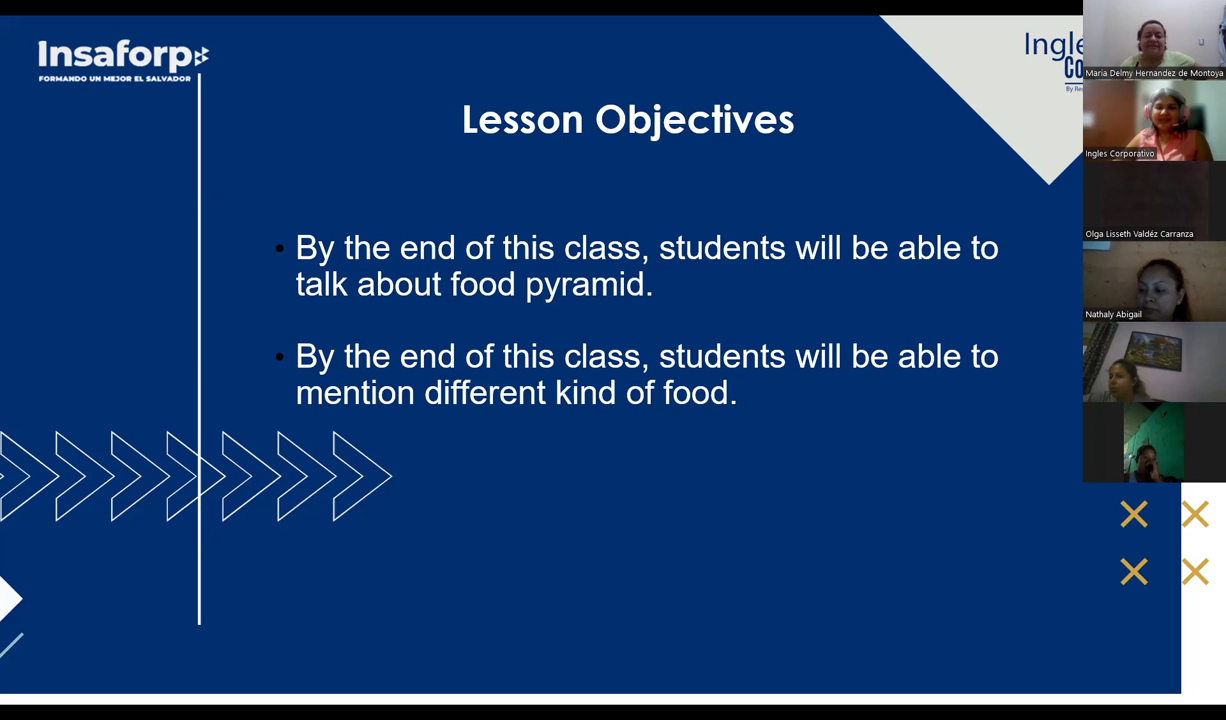 Insaforp
FORMANDO UN MEJOR EL SALVADOR
Lesson Objectives
• By the end of this class, students will be able to
talk about food pyramid.
• By the end of this class, students will be able to
mention different kind of food.
Maria Delmy Hernandez de Montoya
Ingles Corporativo
Olga Lisseth Valdéz Carranza
Nathaly Abigail